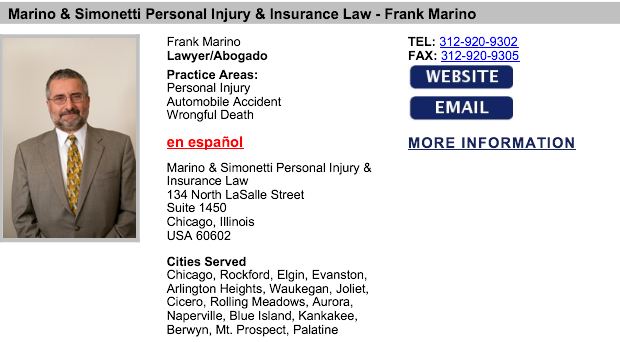 Marino & Simonetti Personal Injury & Insurance Law - Frank Marino
Frank Marino
Lawyer/Abogado
Practice Areas:
Personal Injury
Automobile Accident
Wrongful Death
en español
Marino & Simonetti Personal Injury &
Insurance Law
134 North LaSalle Street
Suite 1450
Chicago, Illinois
USA 60602
Cities Served
Chicago, Rockford, Elgin, Evanston,
Arlington Heights, Waukegan, Joliet,
Cicero, Rolling Meadows, Aurora,
Naperville, Blue Island, Kankakee,
Berwyn, Mt. Prospect, Palatine
TEL: 312-920-9302
FAX: 312-920-9305
WEBSITE
EMAIL
MORE INFORMATION